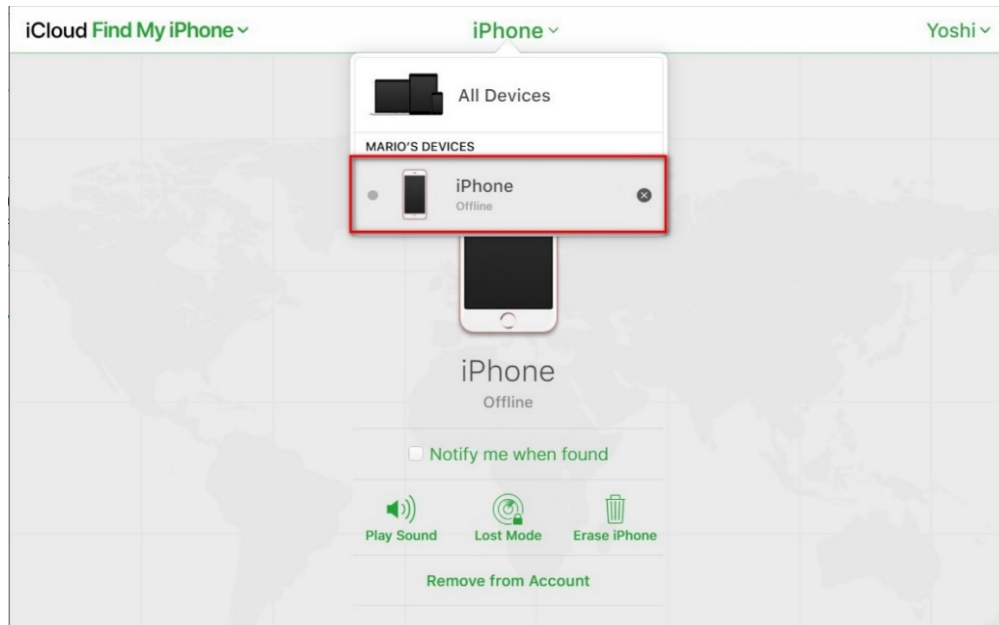 iCloud Find My iPhone
iPhone
Yoshi
All Devices
MARIO'S DEVICES
iPhone
Offline
iPhone
Offline
Notify me when found
Play Sound
Lost Mode
Erase iPhone
Remove from Account